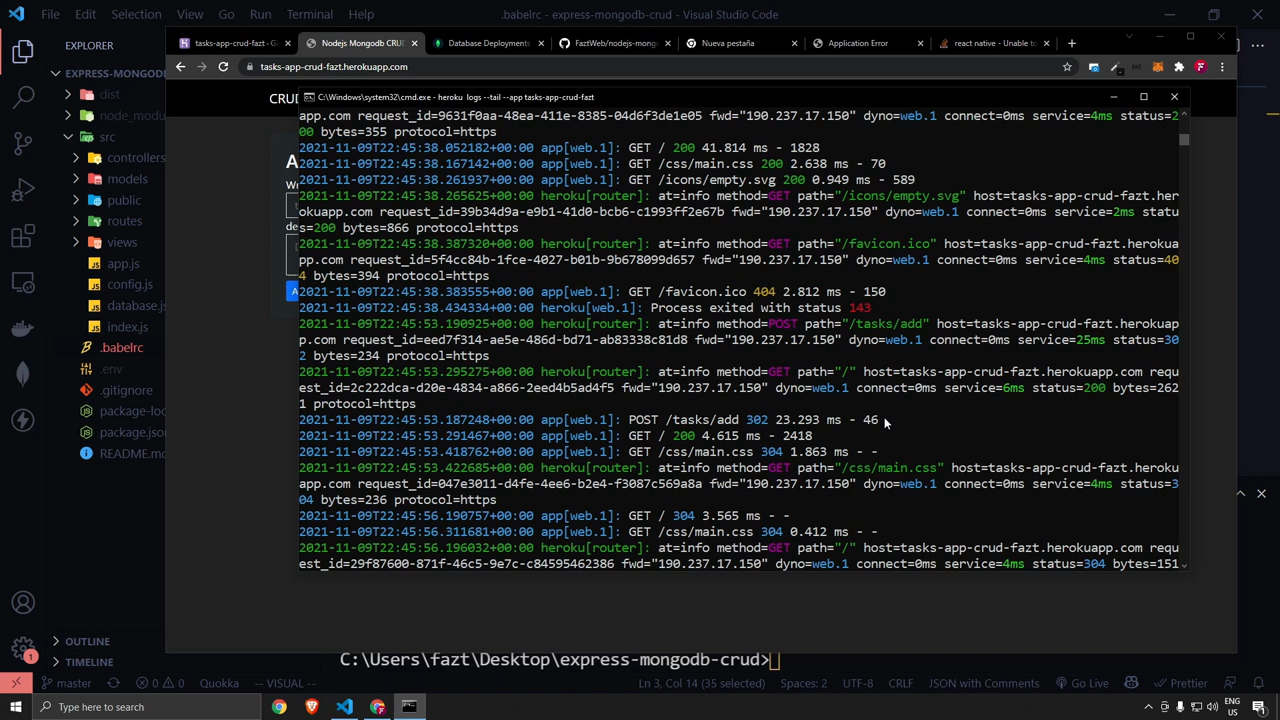 File Edit Selection View Go Run Terminal Help .babelrc - express-mongodb-crud - Visual Studio Code
EXPLORER
tasks-app-crud-fazt · G Nodejs Mongodb CRUD Database Deployments FaztWeb/nodejs-mong Nueva pestaña Application Error react native - Unable to
EXPRESS-MONGODB
tasks-app-crud-fazt.herokuapp.com
dist
node_modu
src
controllers
models
public
routes
views
app.js
config.js
database.js
index.js
.babelrc
.env
.gitignore
package-loc
package.json
README.md
OUTLINE
TIMELINE
CRUD
A
de
A
C:\Windows\system32\cmd.exe - heroku logs --tail --app tasks-app-crud-fazt
app.com request_id=9631f0aa-48ea-411e-8385-04d6f3de1e05 fwd="190.237.17.150" dyno=web.1 connect=0ms service=4ms status=2
00 bytes=355 protocol=https
2021-11-09T22:45:38.052182+00:00 app[web.1]: GET / 200 41.814 ms - 1828
2021-11-09T22:45:38.167142+00:00 app[web.1]: GET /css/main.css 200 2.638 ms - 70
2021-11-09T22:45:38.261937+00:00 app[web.1]: GET /icons/empty.svg 200 0.949 ms - 589
2021-11-09T22:45:38.265625+00:00 heroku[router]: at=info method=GET path="/icons/empty.svg" host=tasks-app-crud-fazt.her
okuapp.com request_id=39b34d9a-e9b1-41d0-bcb6-c1993ff2e67b fwd="190.237.17.150" dyno=web.1 connect=0ms service=2ms statu
s=200 bytes=866 protocol=https
2021-11-09T22:45:38.387320+00:00 heroku[router]: at=info method=GET path="/favicon.ico" host=tasks-app-crud-fazt.herokua
pp.com request_id=5f4cc84b-1fce-4027-b01b-9b678099d657 fwd="190.237.17.150" dyno=web.1 connect=0ms service=4ms status=40
4 bytes=394 protocol=https
2021-11-09T22:45:38.383555+00:00 app[web.1]: GET /favicon.ico 404 2.812 ms - 150
2021-11-09T22:45:38.434334+00:00 heroku[web.1]: Process exited with status 143
2021-11-09T22:45:53.190925+00:00 heroku[router]: at=info method=POST path="/tasks/add" host=tasks-app-crud-fazt.herokuap
p.com request_id=eed7f314-ae5e-486d-bd71-ab83338c81d8 fwd="190.237.17.150" dyno=web.1 connect=0ms service=25ms status=30
2 bytes=234 protocol=https
2021-11-09T22:45:53.295275+00:00 heroku[router]: at=info method=GET path="/" host=tasks-app-crud-fazt.herokuapp.com requ
est_id=2c222dca-d20e-4834-a866-2eed4b5ad4f5 fwd="190.237.17.150" dyno=web.1 connect=0ms service=6ms status=200 bytes=262
1 protocol=https
2021-11-09T22:45:53.187248+00:00 app[web.1]: POST /tasks/add 302 23.293 ms - 46
2021-11-09T22:45:53.291467+00:00 app[web.1]: GET / 200 4.615 ms - 2418
2021-11-09T22:45:53.418762+00:00 app[web.1]: GET /css/main.css 304 1.863 ms - -
2021-11-09T22:45:53.422685+00:00 heroku[router]: at=info method=GET path="/css/main.css" host=tasks-app-crud-fazt.heroku
app.com request_id=047e3011-d4fe-4ee6-b2e4-f3087c569a8a fwd="190.237.17.150" dyno=web.1 connect=0ms service=4ms status=3
04 bytes=236 protocol=https
2021-11-09T22:45:56.190757+00:00 app[web.1]: GET / 304 3.565 ms - -
2021-11-09T22:45:56.311681+00:00 app[web.1]: GET /css/main.css 304 0.412 ms - -
2021-11-09T22:45:56.196032+00:00 heroku[router]: at=info method=GET path="/" host=tasks-app-crud-fazt.herokuapp.com requ
est_id=29f87600-871f-46c5-9e7c-c84595462386 fwd="190.237.17.150" dyno=web.1 connect=0ms service=4ms status=304 bytes=151
C:\Users\fazt\Desktop\express-mongodb-crud>
1
master 0 0 Quokka -- VISUAL -- Ln 3, Col 14 (35 selected) Spaces: 2 UTF-8 CRLF JSON with Comments Go Live Prettier
Type here to search
ENG
US
1